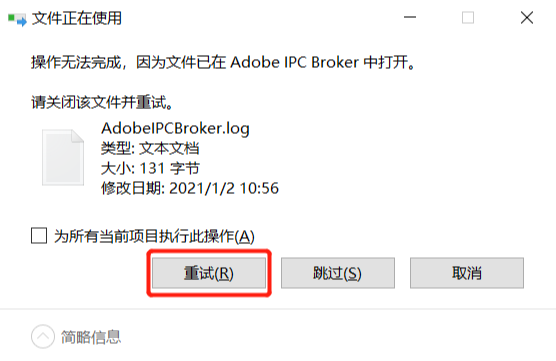 文件正在使用
操作无法完成，因为文件已在 Adobe IPC Broker 中打开。
请关闭该文件并重试。
AdobeIPCBroker.log
类型: 文本文档
大小: 131 字节
修改日期: 2021/1/2 10:56
为所有当前项目执行此操作(A)
重试(R) 跳过(S) 取消
简略信息